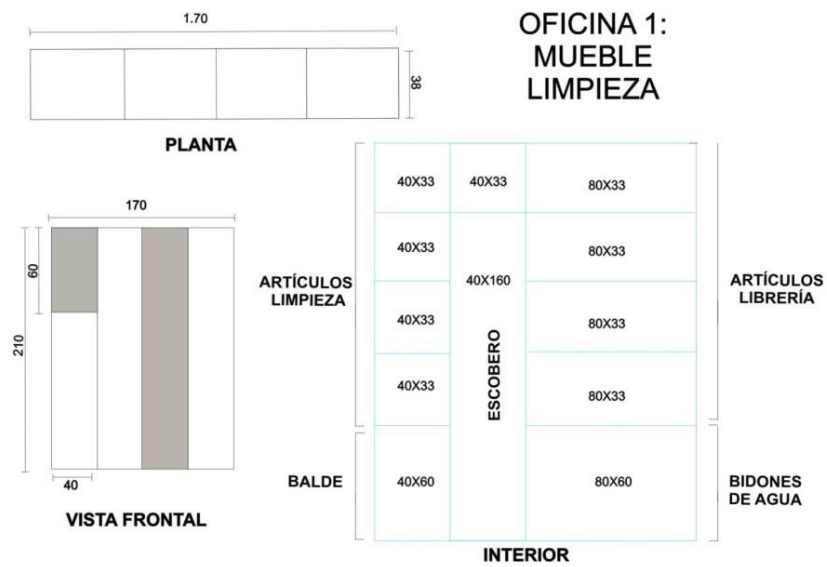 1.70
OFICINA 1:
MUEBLE
LIMPIEZA
38
PLANTA
170
60
210
40
VISTA FRONTAL
ARTÍCULOS
LIMPIEZA
BALDE
40X33
40X33
80X33
40X33
80X33
40X160
40X33
80X33
ESCOBERO
40X33
80X33
40X60
80X60
ARTÍCULOS
LIBRERÍA
BIDONES
DE AGUA
INTERIOR